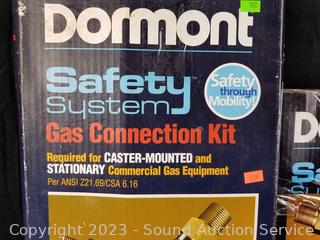 Dormont
Safety
System
Safety
through
Mobility!
Gas Connection Kit
Required for CASTER-MOUNTED and
STATIONARY Commercial Gas Equipment
Per ANSI Z21.69/CSA 6.16
Do
S
Copyright 2023 - Sound Auction Service